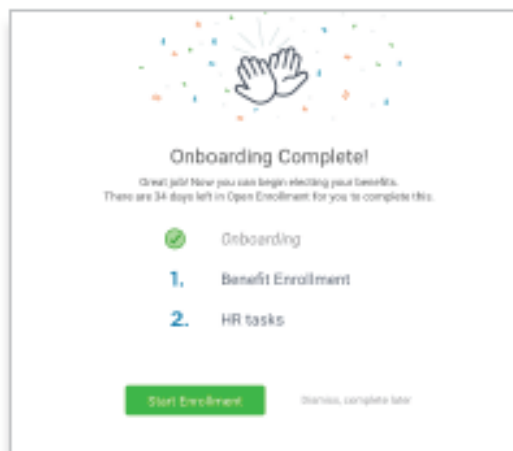 Onboarding Complete!
Great job! Now you can begin electing your benefits.
There are 34 days left in Open Enrollment for you to complete this.
Onboarding
1. Benefit Enrollment
2. HR tasks
Start Enrollment Dismiss, complete later